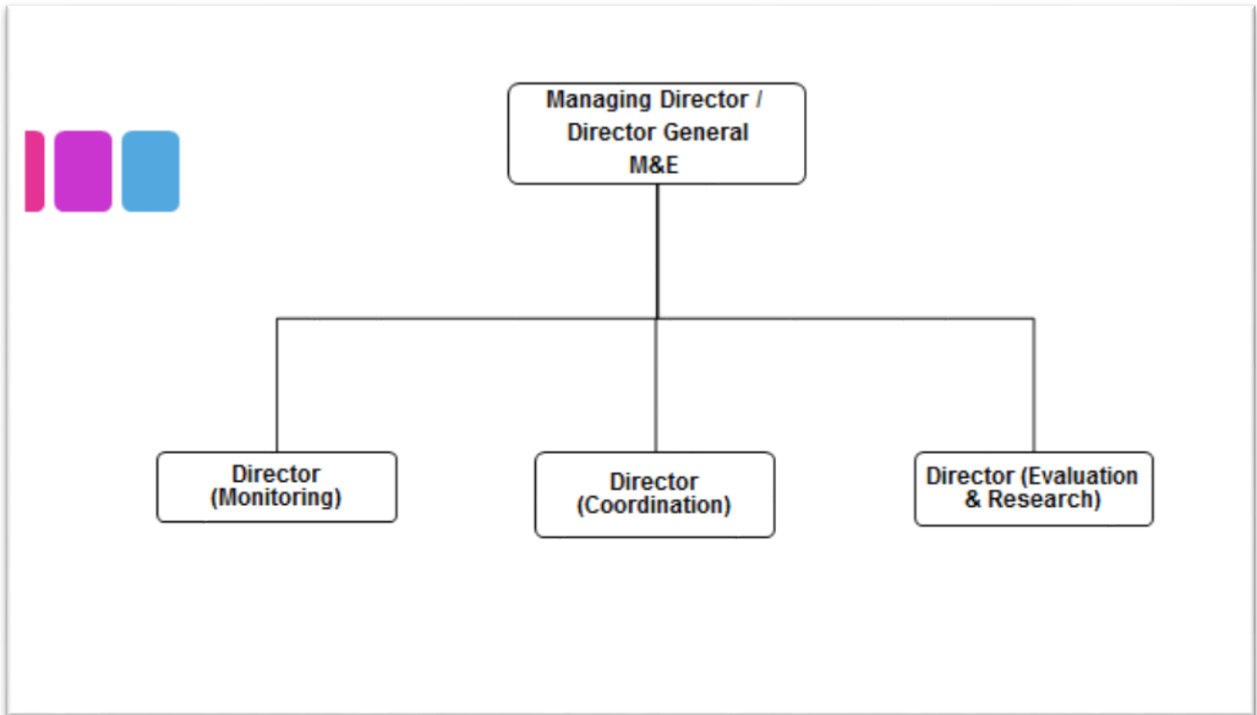 Managing Director /
Director General
M&E
Director
(Monitoring)
Director
(Coordination)
Director (Evaluation
& Research)